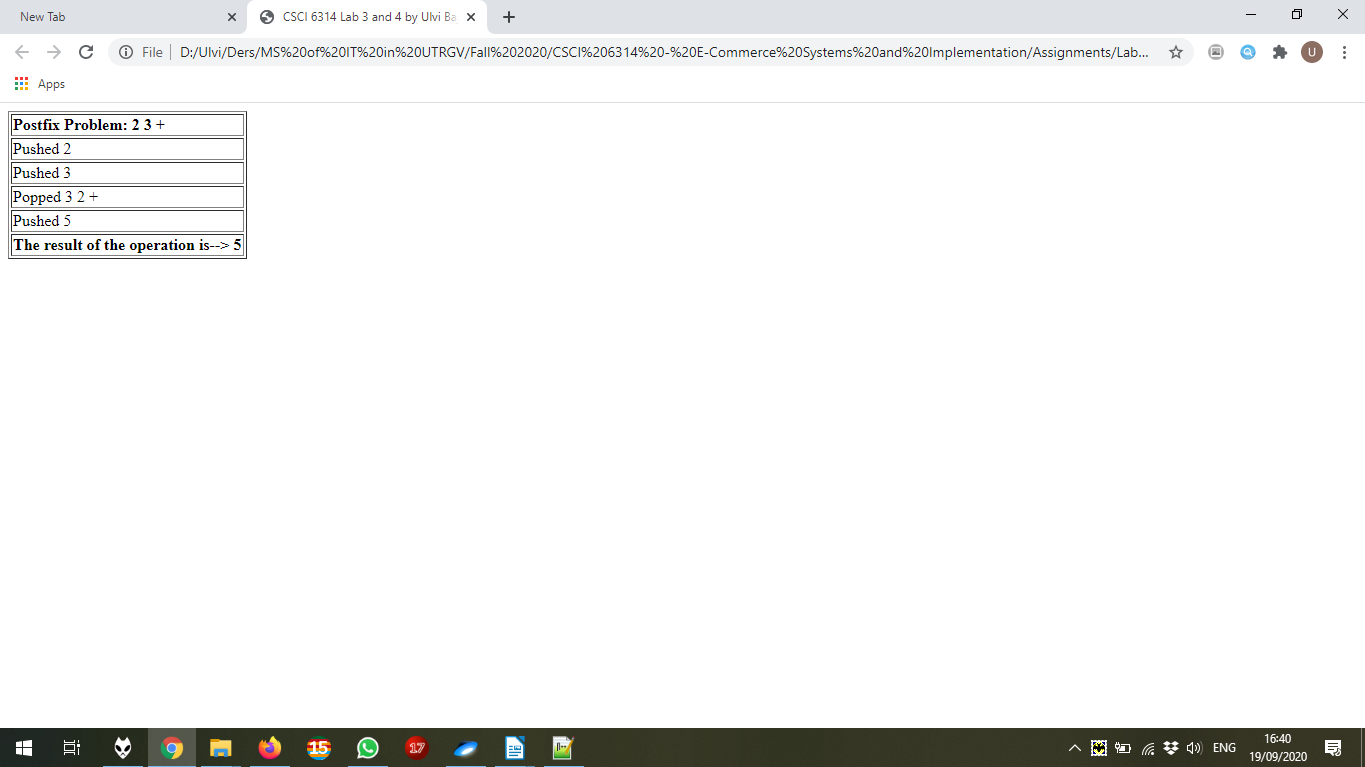 New Tab
CSCI 6314 Lab 3 and 4 by Ulvi Ba
File
D:/Ulvi/Ders/MS%20of%20IT%20in%20UTRGV/Fall%202020/CSCI%206314%20-%20E-Commerce%20Systems%20and%20Implementation/Assignments/Lab...
U
Apps
Postfix Problem: 2 3 +
Pushed 2
Pushed 3
Popped 3 2 +
Pushed 5
The result of the operation is--> 5
15
17
ENG
16:40
19/09/2020